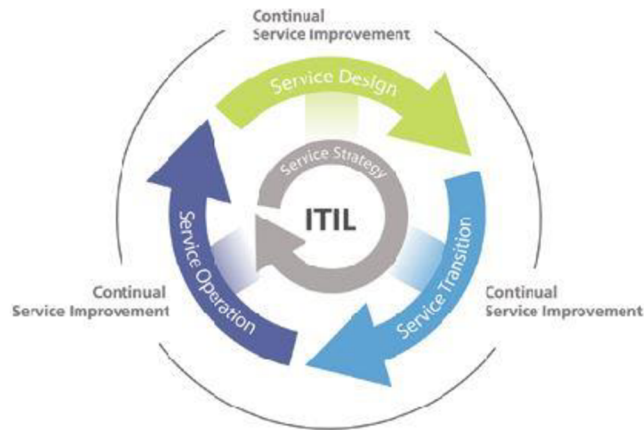 Continual
Service Improvement
Service Design
Service Strategy
ITIL
Service Operation
Service Transition
Continual
Service Improvement
Continual
Service Improvement